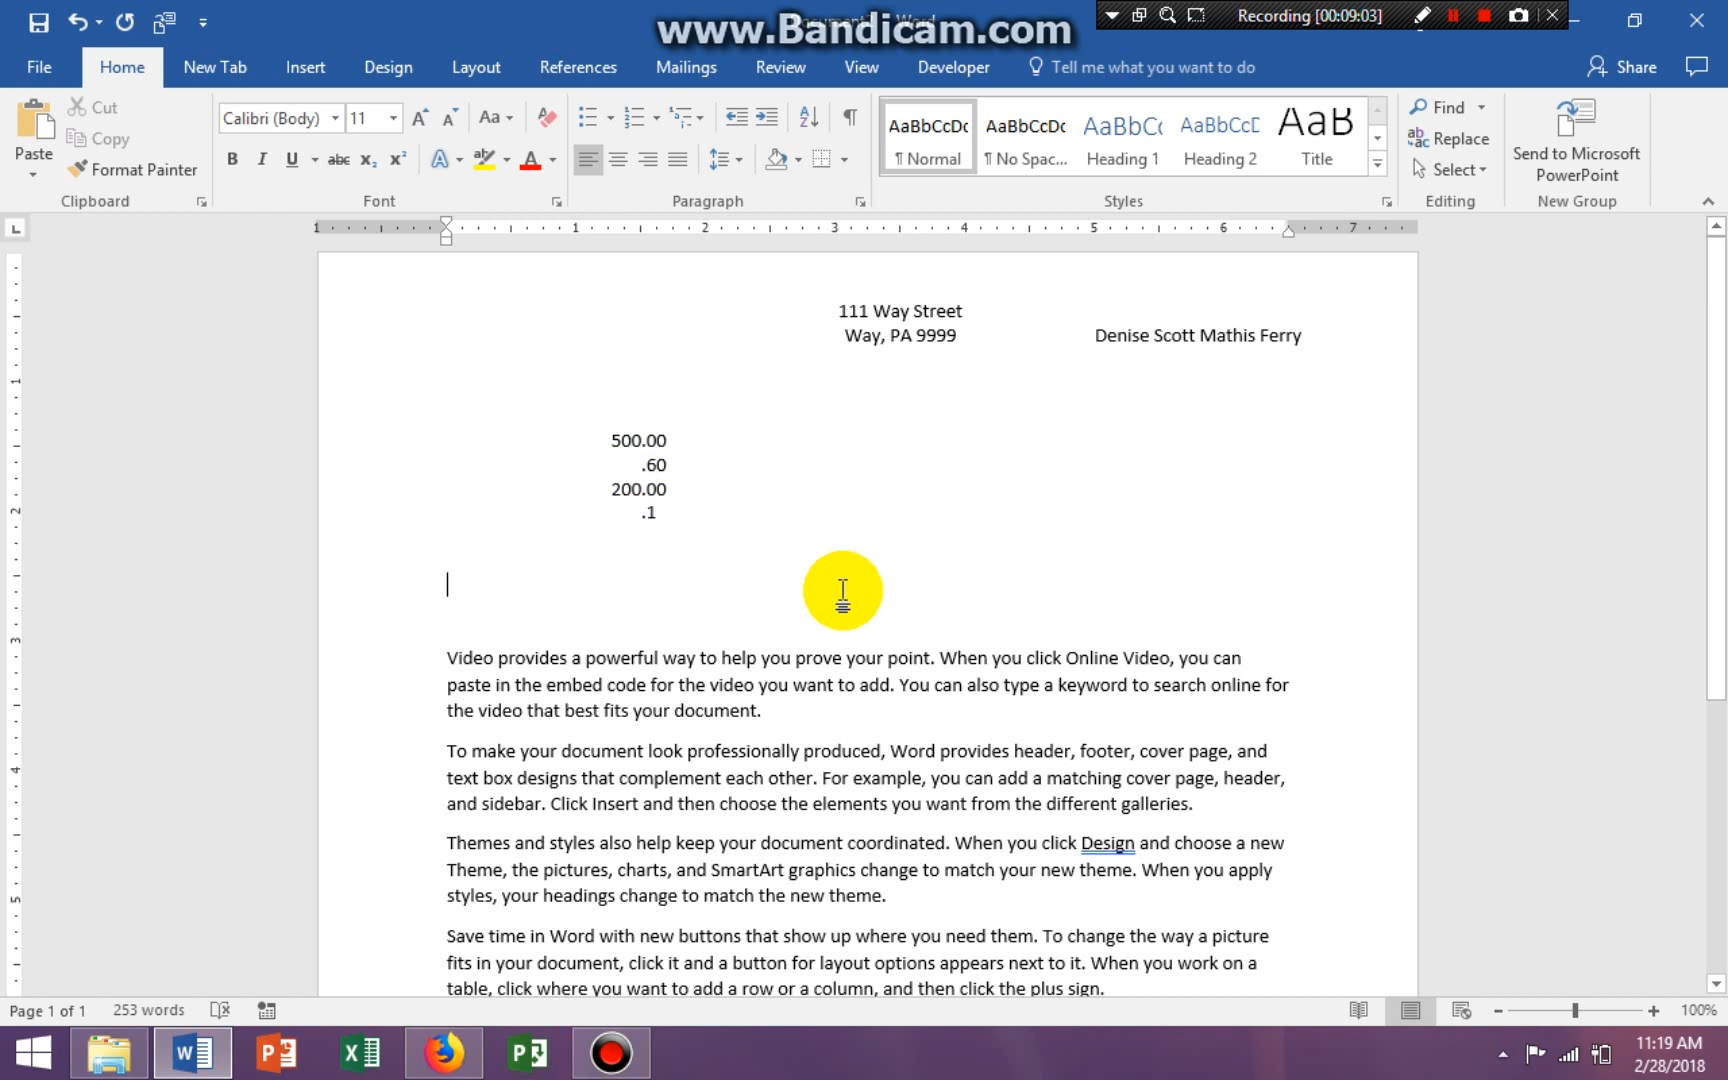 www.Bandicam.com
Recording [00:09:03]
File Home New Tab Insert Design Layout References Mailings Review View Developer Tell me what you want to do Share
Paste
Cut
Copy
Format Painter
Clipboard
Calibri (Body) 11
Font
Paragraph
AaBbCcDc AaBbCcDc AaBbC( AaBbCcD AaB
¶ Normal ¶ No Spac... Heading 1 Heading 2 Title
Styles
Find
Replace
Select
Editing
Send to Microsoft
PowerPoint
New Group
1 1 2 3 4 5 6 7
111 Way Street
Way, PA 9999 Denise Scott Mathis Ferry
500.00
.60
200.00
.1
Video provides a powerful way to help you prove your point. When you click Online Video, you can
paste in the embed code for the video you want to add. You can also type a keyword to search online for
the video that best fits your document.
To make your document look professionally produced, Word provides header, footer, cover page, and
text box designs that complement each other. For example, you can add a matching cover page, header,
and sidebar. Click Insert and then choose the elements you want from the different galleries.
Themes and styles also help keep your document coordinated. When you click Design and choose a new
Theme, the pictures, charts, and SmartArt graphics change to match your new theme. When you apply
styles, your headings change to match the new theme.
Save time in Word with new buttons that show up where you need them. To change the way a picture
fits in your document, click it and a button for layout options appears next to it. When you work on a
table, click where you want to add a row or a column, and then click the plus sign.
Page 1 of 1 253 words 100%
11:19 AM
2/28/2018